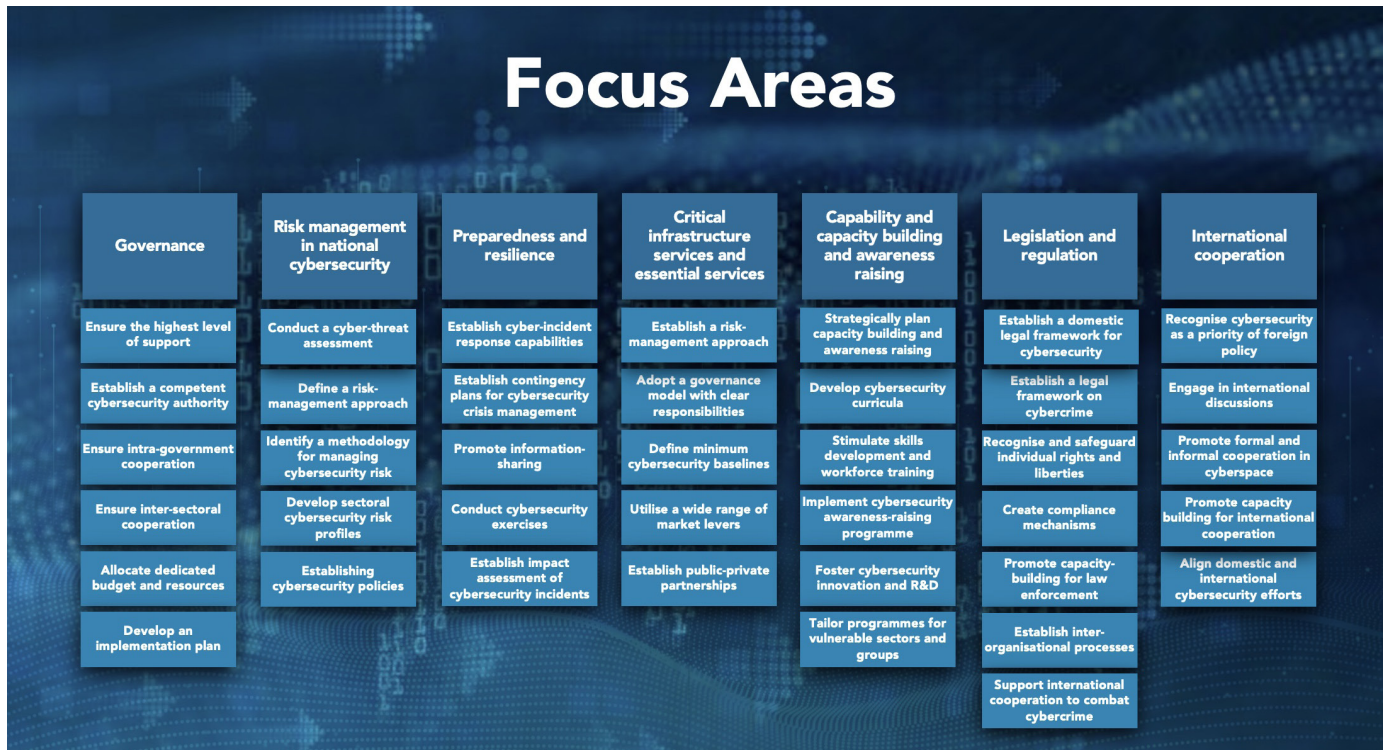 Focus Areas
Governance
Ensure the highest level
of support
Establish a competent
cybersecurity authority
Ensure intra-government
cooperation
Ensure inter-sectoral
cooperation
Allocate dedicated
budget and resources
Develop an
implementation plan
Risk management
in national
cybersecurity
Conduct a cyber-threat
assessment
Define a risk-
management approach
Identify a methodology
for managing
cybersecurity risk
Develop sectoral
cybersecurity risk
profiles
Establishing
cybersecurity policies
Preparedness and
resilience
Establish cyber-incident
response capabilities
Establish contingency
plans for cybersecurity
crisis management
Promote information-
sharing
Conduct cybersecurity
exercises
Establish impact
assessment of
cybersecurity incidents
Critical
infrastructure
services and
essential services
Establish a risk-
management approach
Adopt a governance
model with clear
responsibilities
Define minimum
cybersecurity baselines
Utilise a wide range of
market levers
Establish public-private
partnerships
Capability and
capacity building
and awareness
raising
Strategically plan
capacity building and
awareness raising
Develop cybersecurity
curricula
Stimulate skills
development and
workforce training
Implement cybersecurity
awareness-raising
programme
Foster cybersecurity
innovation and R&D
Tailor programmes for
vulnerable sectors and
groups
Legislation and
regulation
Establish a domestic
legal framework for
cybersecurity
Establish a legal
framework on
cybercrime
Recognise and safeguard
individual rights and
liberties
Create compliance
mechanisms
Promote capacity-
building for law
enforcement
Establish inter-
organisational processes
Support international
cooperation to combat
cybercrime
International
cooperation
Recognise cybersecurity
as a priority of foreign
policy
Engage in international
discussions
Promote formal and
informal cooperation in
cyberspace
Promote capacity
building for international
cooperation
Align domestic and
international
cybersecurity efforts